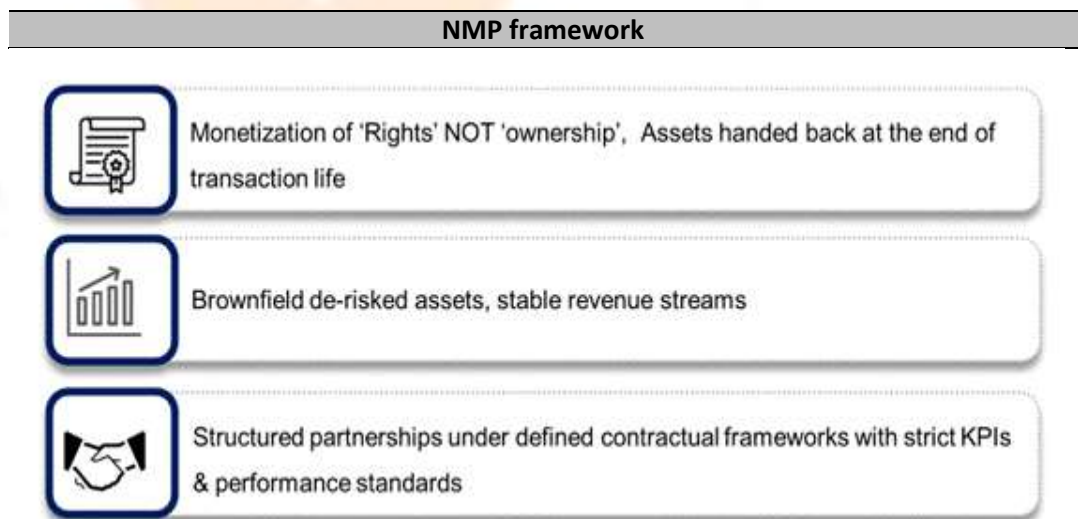 NMP framework
Monetization of ‘Rights’ NOT ‘ownership’, Assets handed back at the end of
transaction life
Brownfield de-risked assets, stable revenue streams
Structured partnerships under defined contractual frameworks with strict KPIs
& performance standards